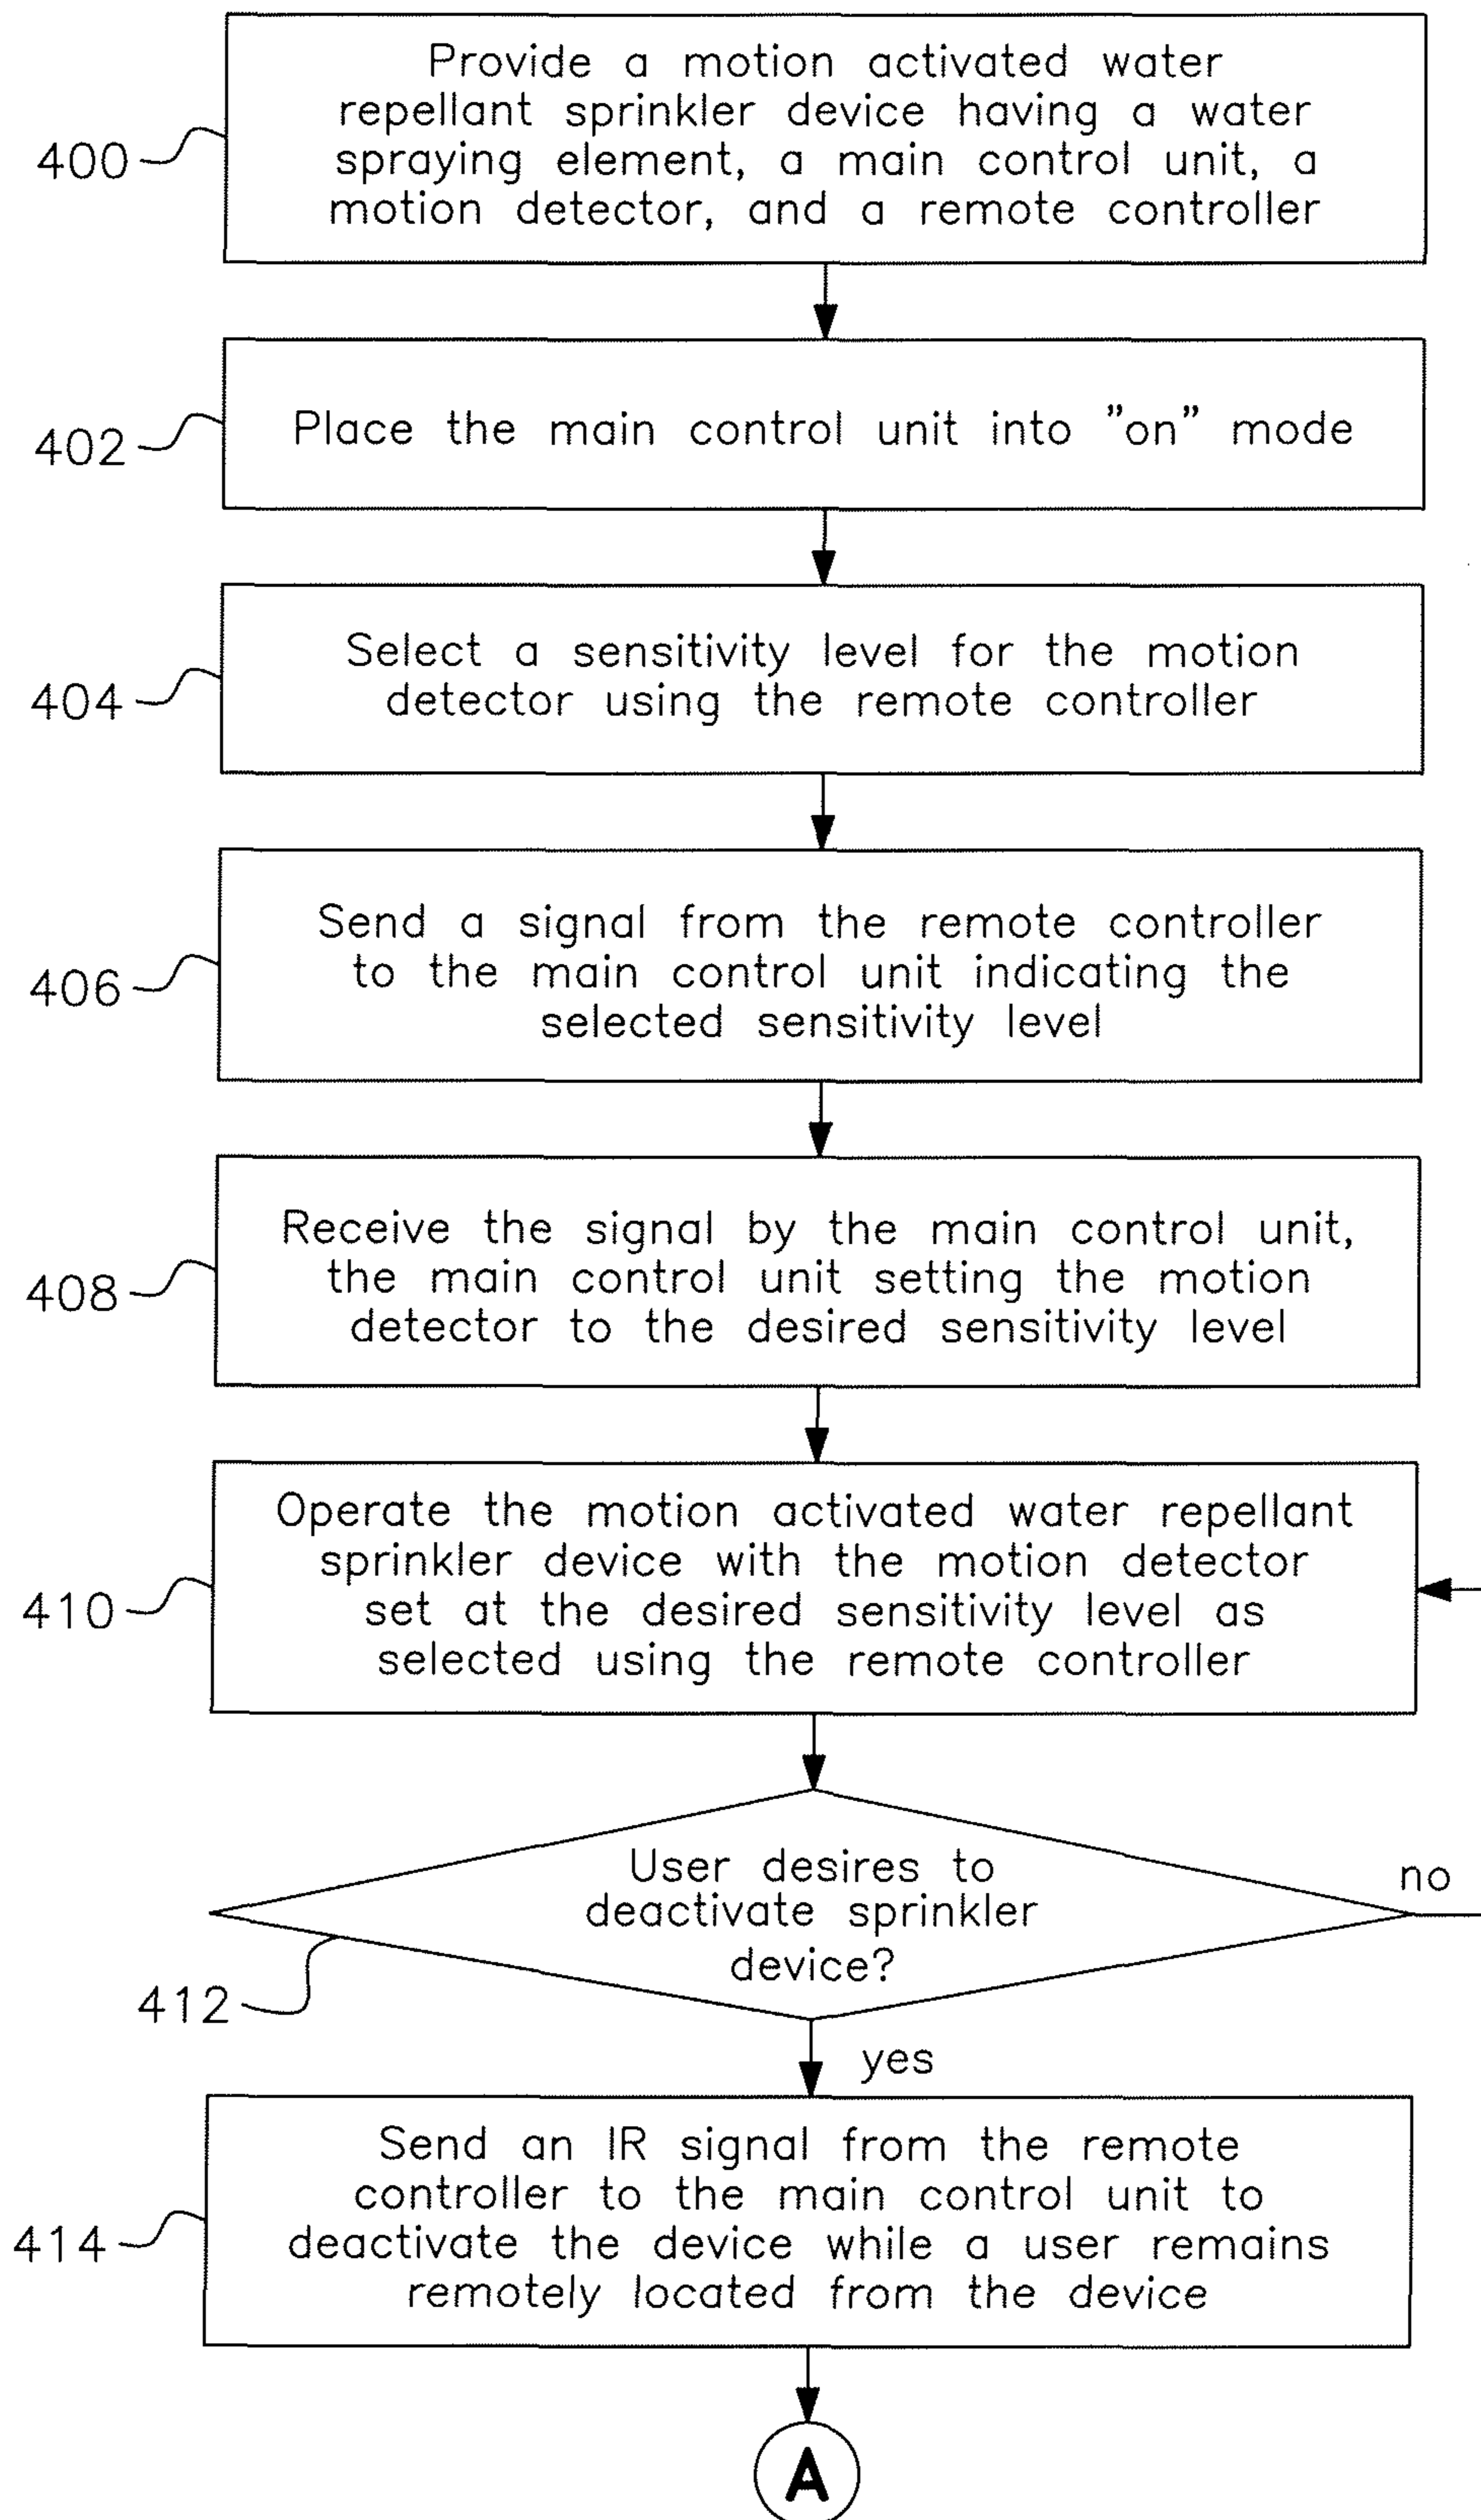 Provide a motion activated water
repellant sprinkler device having a water
spraying element, a main control unit, a
motion detector, and a remote controller
400
Place the main control unit into "on" mode
402
Select a sensitivity level for the motion
detector using the remote controller
404
Send a signal from the remote controller
to the main control unit indicating the
selected sensitivity level
406
Receive the signal by the main control unit,
the main control unit setting the motion
detector to the desired sensitivity level
408
Operate the motion activated water repellant
sprinkler device with the motion detector
set at the desired sensitivity level as
selected using the remote controller
410
User desires to
deactivate sprinkler
device?
no
412
yes
Send an IR signal from the remote
controller to the main control unit to
deactivate the device while a user remains
remotely located from the device
414
A